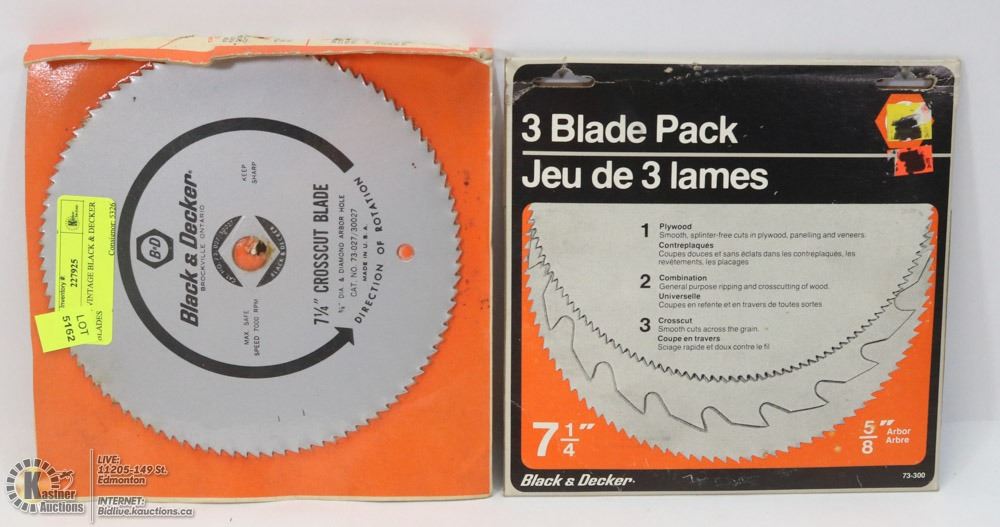 B&D
Black & Decker®
BROCKVILLE ONTARIO
KEEP
SHARP
MAX. SAFE
SPEED 7000 RPM
7¼" CROSSCUT BLADE
⅝" DIA & DIAMOND ARBOR HOLE
CAT. NO. 73-027/30027
MADE IN U.S.A.
DIRECTION OF ROTATION
Consignor: 5326
VINTAGE BLACK & DECKER
227925
Inventory #:
BLADES
LOT
5162
3 Blade Pack
Jeu de 3 lames
1 Plywood
Smooth, splinter-free cuts in plywood, panelling and veneers.
Contreplaqués
Coupes douces et sans éclats dans les contreplaqués, les
revêtements, les placages
2 Combination
General purpose ripping and crosscutting of wood.
Universelle
Coupes en refente et en travers de toutes sortes
3 Crosscut
Smooth cuts across the grain.
Coupe en travers
Sciage rapide et doux contre le fil
7 1/4"
5/8" Arbor
Arbre
Black & Decker®
73-300
Kastner
Auctions
LIVE:
11205-149 St.
Edmonton
INTERNET:
Bidlive.kauctions.ca